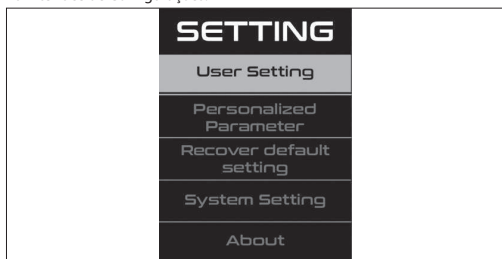 SETTING
User Setting
Personalized
Parameter
Recover default
setting
System Setting
About